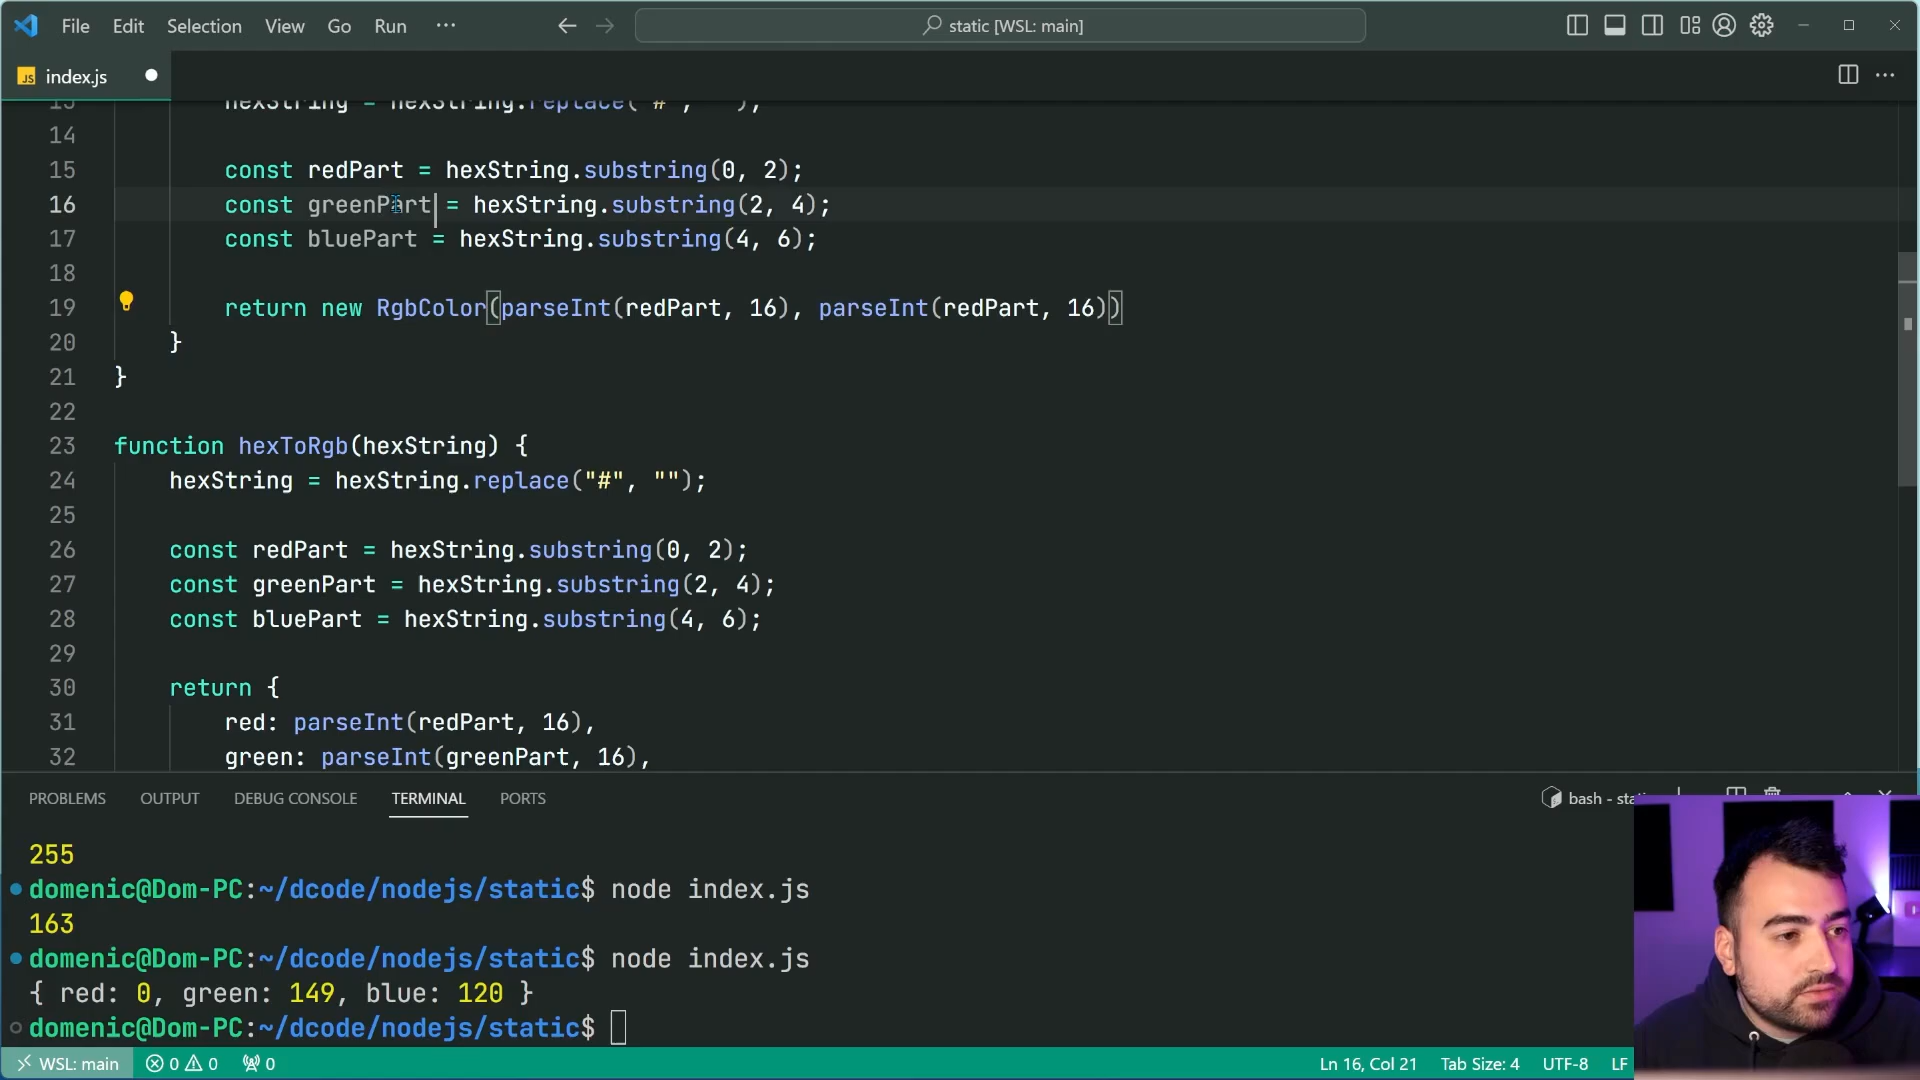 File Edit Selection View Go Run ··· static [WSL: main]
JS index.js
13 hexString = hexString.replace("#", "");
14
15 const redPart = hexString.substring(0, 2);
16 const greenPart = hexString.substring(2, 4);
17 const bluePart = hexString.substring(4, 6);
18
19 return new RgbColor(parseInt(redPart, 16), parseInt(redPart, 16))
20 }
21 }
22
23 function hexToRgb(hexString) {
24 hexString = hexString.replace("#", "");
25
26 const redPart = hexString.substring(0, 2);
27 const greenPart = hexString.substring(2, 4);
28 const bluePart = hexString.substring(4, 6);
29
30 return {
31 red: parseInt(redPart, 16),
32 green: parseInt(greenPart, 16),
PROBLEMS OUTPUT DEBUG CONSOLE TERMINAL PORTS bash - stat
255
domenic@Dom-PC:~/dcode/nodejs/static$ node index.js
163
domenic@Dom-PC:~/dcode/nodejs/static$ node index.js
{ red: 0, green: 149, blue: 120 }
domenic@Dom-PC:~/dcode/nodejs/static$
WSL: main 0 0 0 Ln 16, Col 21 Tab Size: 4 UTF-8 LF